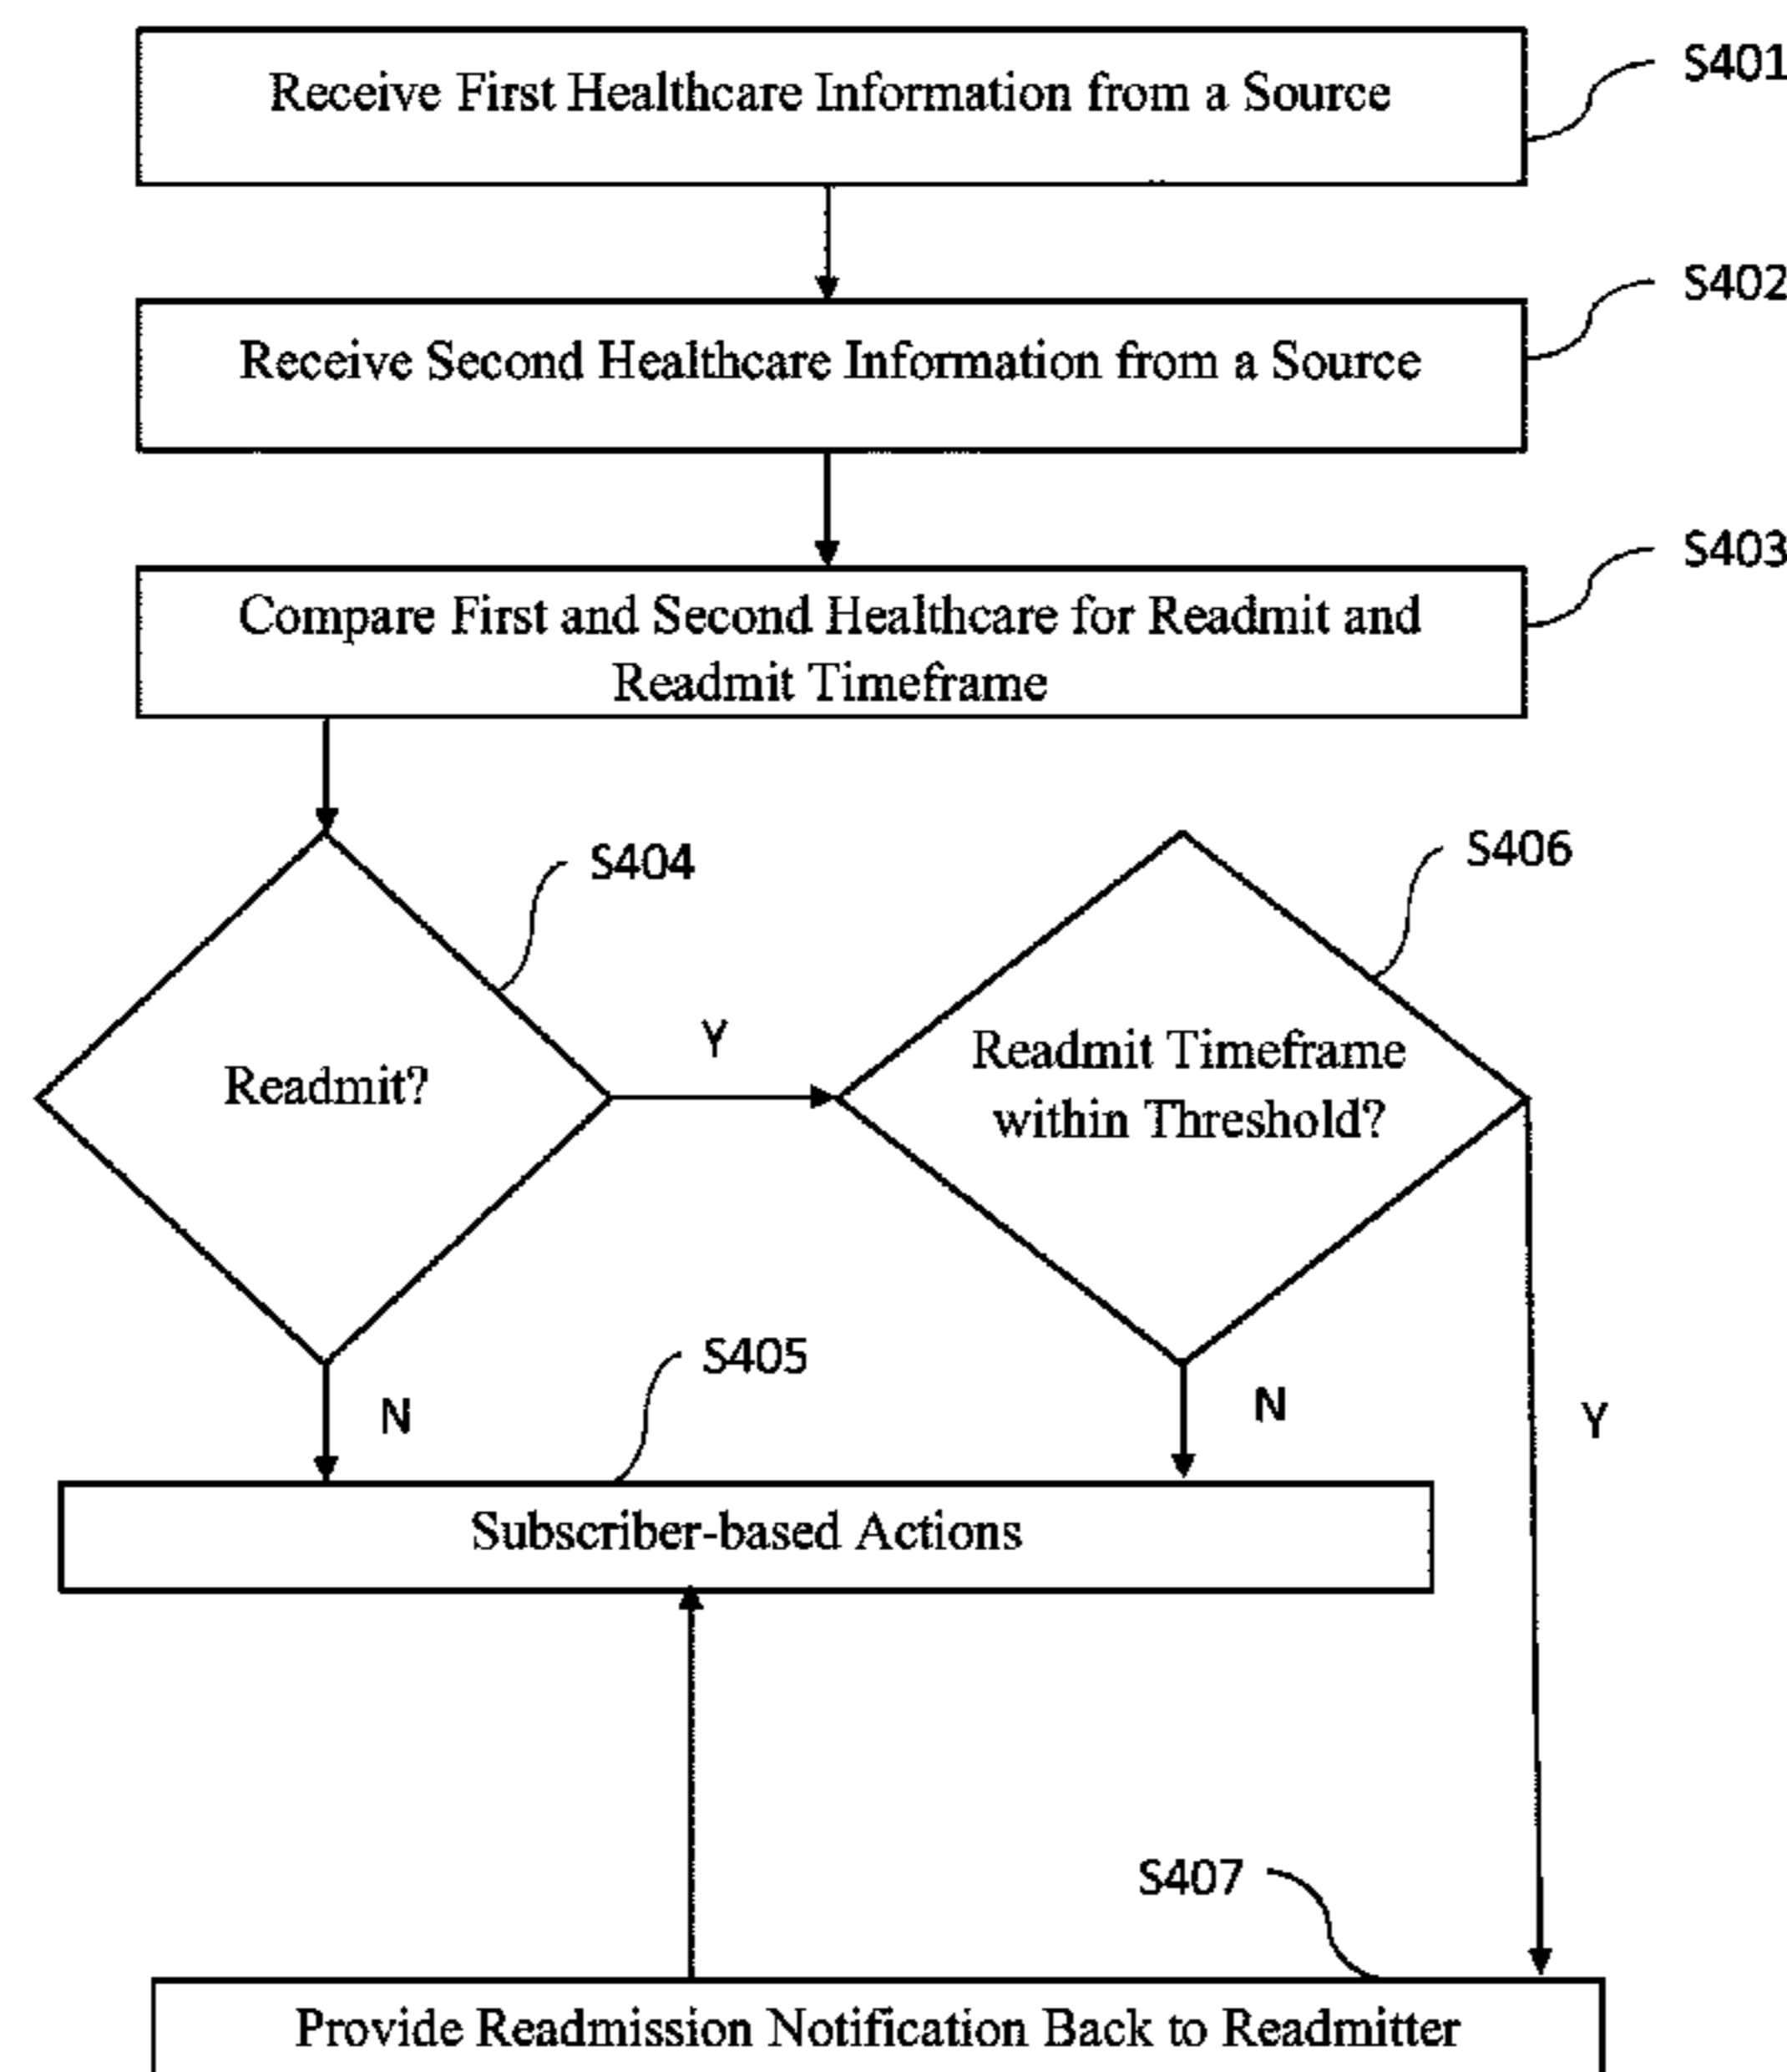 Receive First Healthcare Information from a Source
S401
Receive Second Healthcare Information from a Source
S402
Compare First and Second Healthcare for Readmit and
Readmit Timeframe
S403
Readmit?
S404
Y
Readmit Timeframe
within Threshold?
S406
N
S405
N
Y
Subscriber-based Actions
S407
Provide Readmission Notification Back to Readmitter